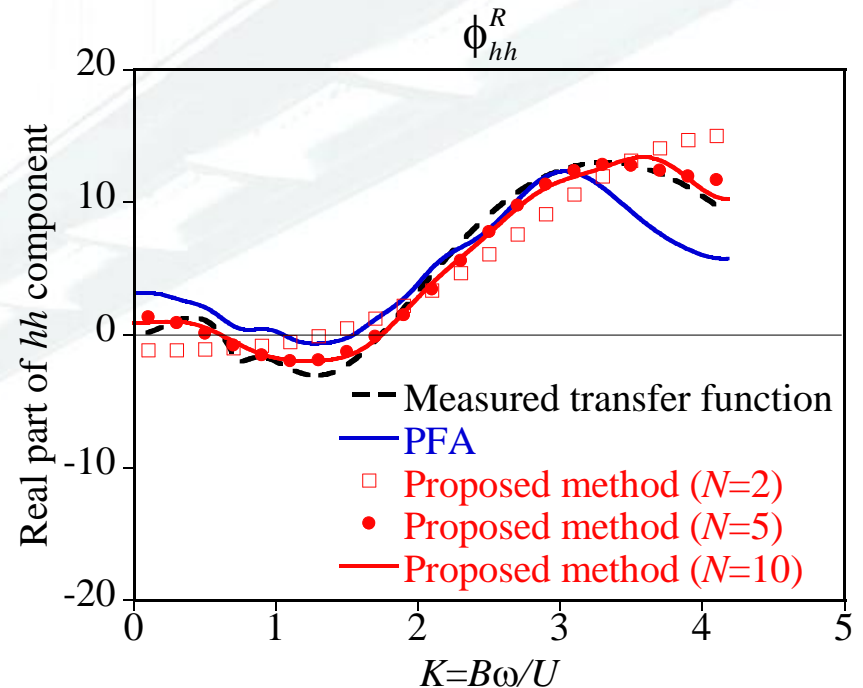 ϕ^R_hh
20
10
0
-10
-20
Real part of hh component
Measured transfer function
PFA
Proposed method (N=2)
Proposed method (N=5)
Proposed method (N=10)
0 1 2 3 4 5
K=Bω/U